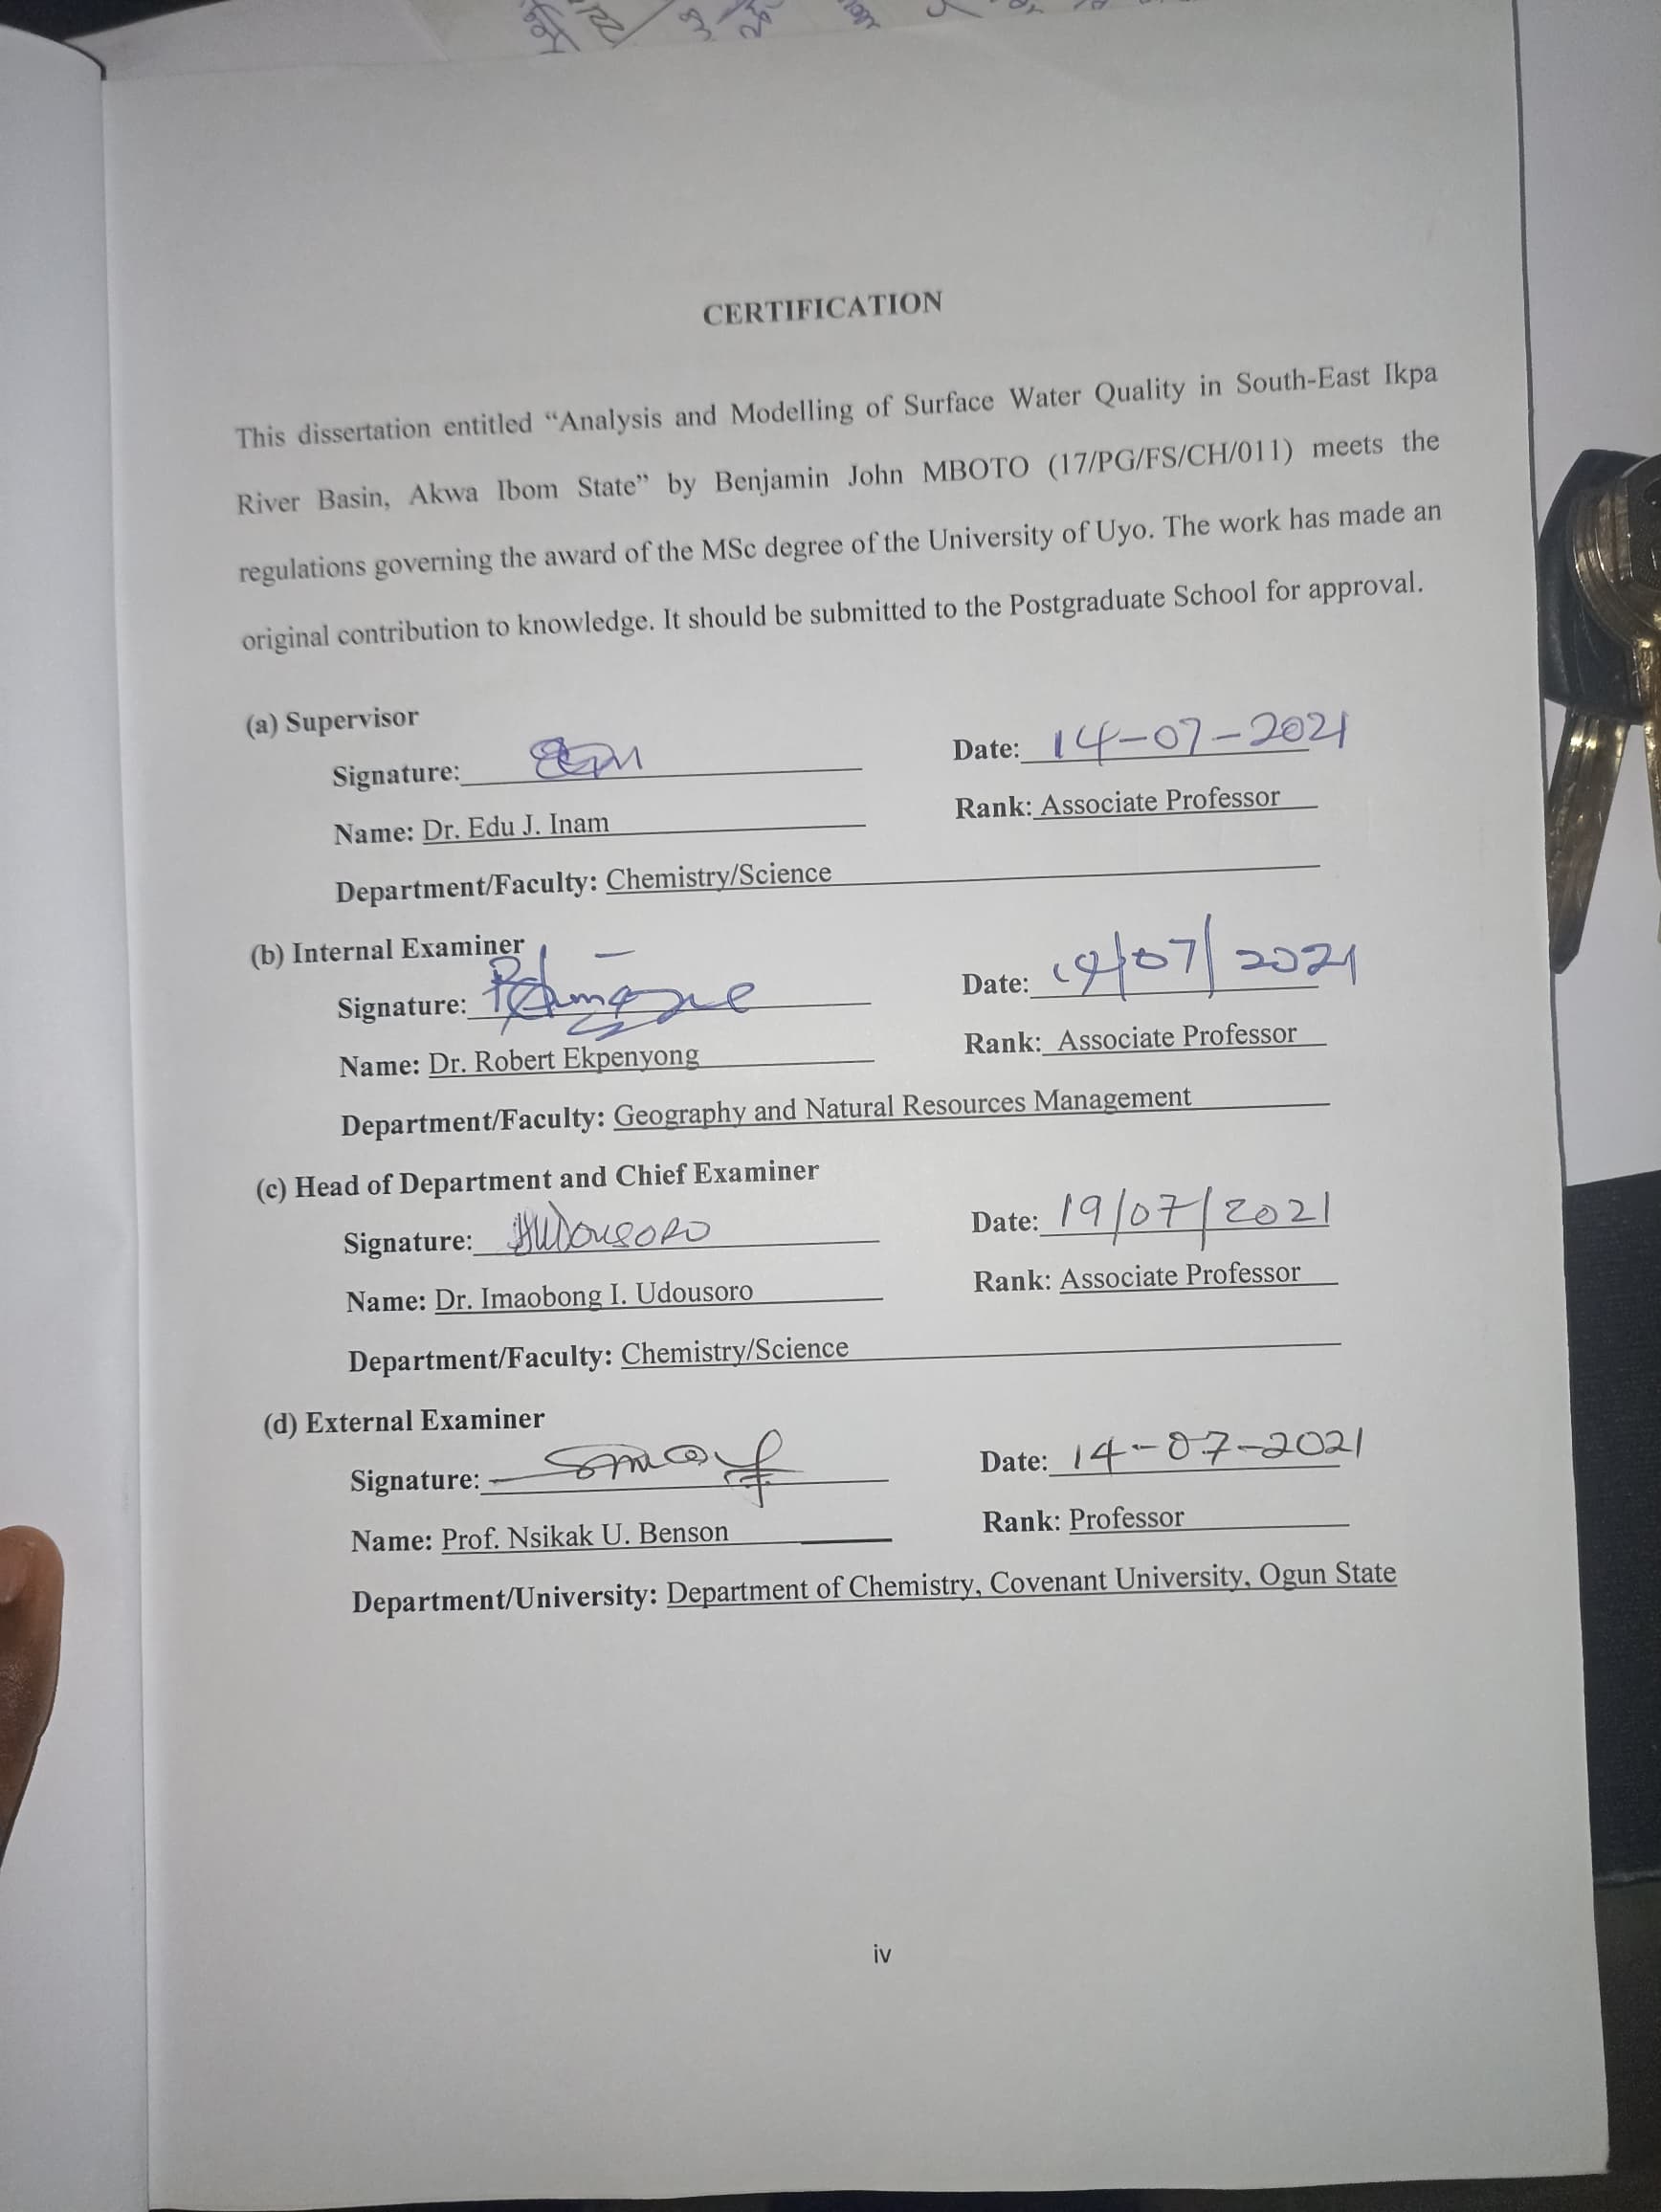 CERTIFICATION
This dissertation entitled “Analysis and Modelling of Surface Water Quality in South-East Ikpa
River Basin, Akwa Ibom State” by Benjamin John MBOTO (17/PG/FS/CH/011) meets the
regulations governing the award of the MSc degree of the University of Uyo. The work has made an
original contribution to knowledge. It should be submitted to the Postgraduate School for approval.
(a) Supervisor
Signature: Date: 14-07-2021
Name: Dr. Edu J. Inam Rank: Associate Professor
Department/Faculty: Chemistry/Science
(b) Internal Examiner
Signature: Date: 19/07/2021
Name: Dr. Robert Ekpenyong Rank: Associate Professor
Department/Faculty: Geography and Natural Resources Management
(c) Head of Department and Chief Examiner
Signature: Date: 19/07/2021
Name: Dr. Imaobong I. Udousoro Rank: Associate Professor
Department/Faculty: Chemistry/Science
(d) External Examiner
Signature: Date: 14-07-2021
Name: Prof. Nsikak U. Benson Rank: Professor
Department/University: Department of Chemistry, Covenant University, Ogun State
iv